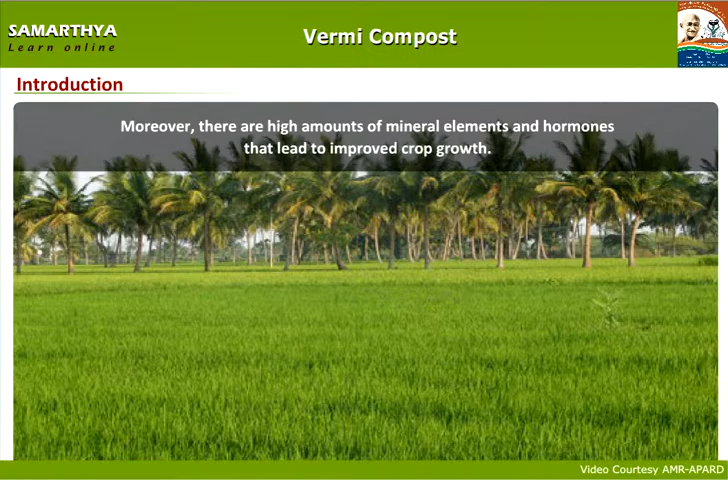 SAMARTHYA
Learn online
Vermi Compost
Introduction
Moreover, there are high amounts of mineral elements and hormones
that lead to improved crop growth.
Video Courtesy AMR-APARD